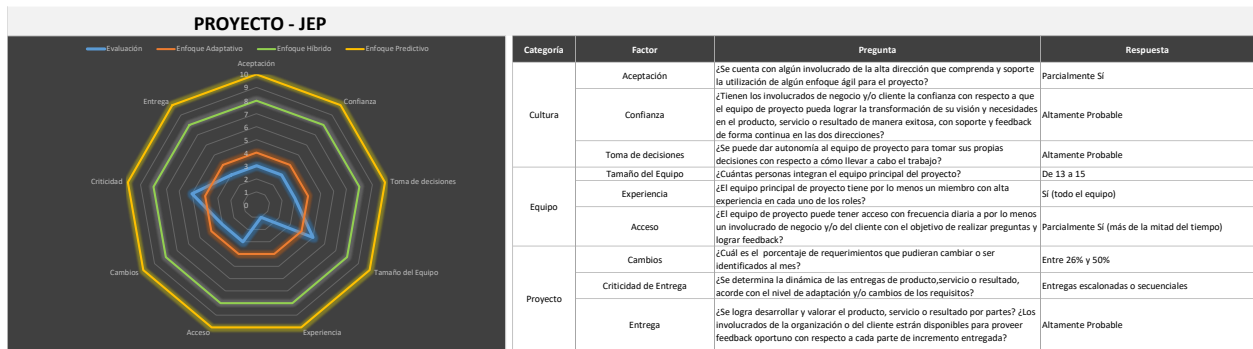 PROYECTO - JEP
Evaluación
Enfoque Adaptativo
Enfoque Híbrido
Enfoque Predictivo
Aceptación
10
9
8
7
6
5
4
3
2
1
0
Confianza
Toma de decisiones
Tamaño del Equipo
Experiencia
Acceso
Cambios
Criticidad
Entrega
Categoría Factor Pregunta Respuesta
Cultura
Aceptación
¿Se cuenta con algún involucrado de la alta dirección que comprenda y soporte
la utilización de algún enfoque ágil para el proyecto?
Parcialmente Sí
Confianza
¿Tienen los involucrados de negocio y/o cliente la confianza con respecto a que
el equipo de proyecto pueda lograr la transformación de su visión y necesidades
en el producto, servicio o resultado de manera exitosa, con soporte y feedback
de forma continua en las dos direcciones?
Altamente Probable
Toma de decisiones
¿Se puede dar autonomía al equipo de proyecto para tomar sus propias
decisiones con respecto a cómo llevar a cabo el trabajo?
Altamente Probable
Equipo
Tamaño del Equipo
¿Cuántas personas integran el equipo principal del proyecto?
De 13 a 15
Experiencia
¿El equipo principal de proyecto tiene por lo menos un miembro con alta
experiencia en cada uno de los roles?
Sí (todo el equipo)
Acceso
¿El equipo de proyecto puede tener acceso con frecuencia diaria a por lo menos
un involucrado de negocio y/o del cliente con el objetivo de realizar preguntas y
lograr feedback?
Parcialmente Sí (más de la mitad del tiempo)
Proyecto
Cambios
¿Cuál es el porcentaje de requerimientos que pudieran cambiar o ser
identificados al mes?
Entre 26% y 50%
Criticidad de Entrega
¿Se determina la dinámica de las entregas de producto,servicio o resultado,
acorde con el nivel de adaptación y/o cambios de los requisitos?
Entregas escalonadas o secuenciales
Entrega
¿Se logra desarrollar y valorar el producto, servicio o resultado por partes? ¿Los
involucrados de la organización o del cliente estarán disponibles para proveer
feedback oportuno con respecto a cada parte de incremento entregada?
Altamente Probable